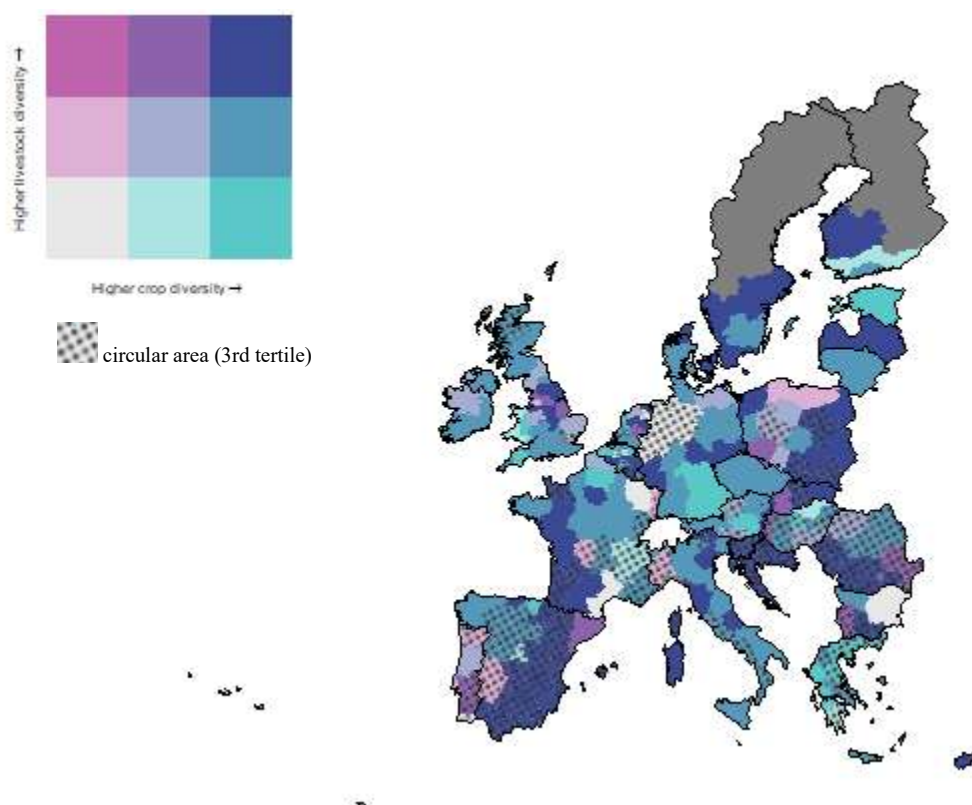 Higher livestock diversity →
Higher crop diversity →
circular area (3rd tertile)